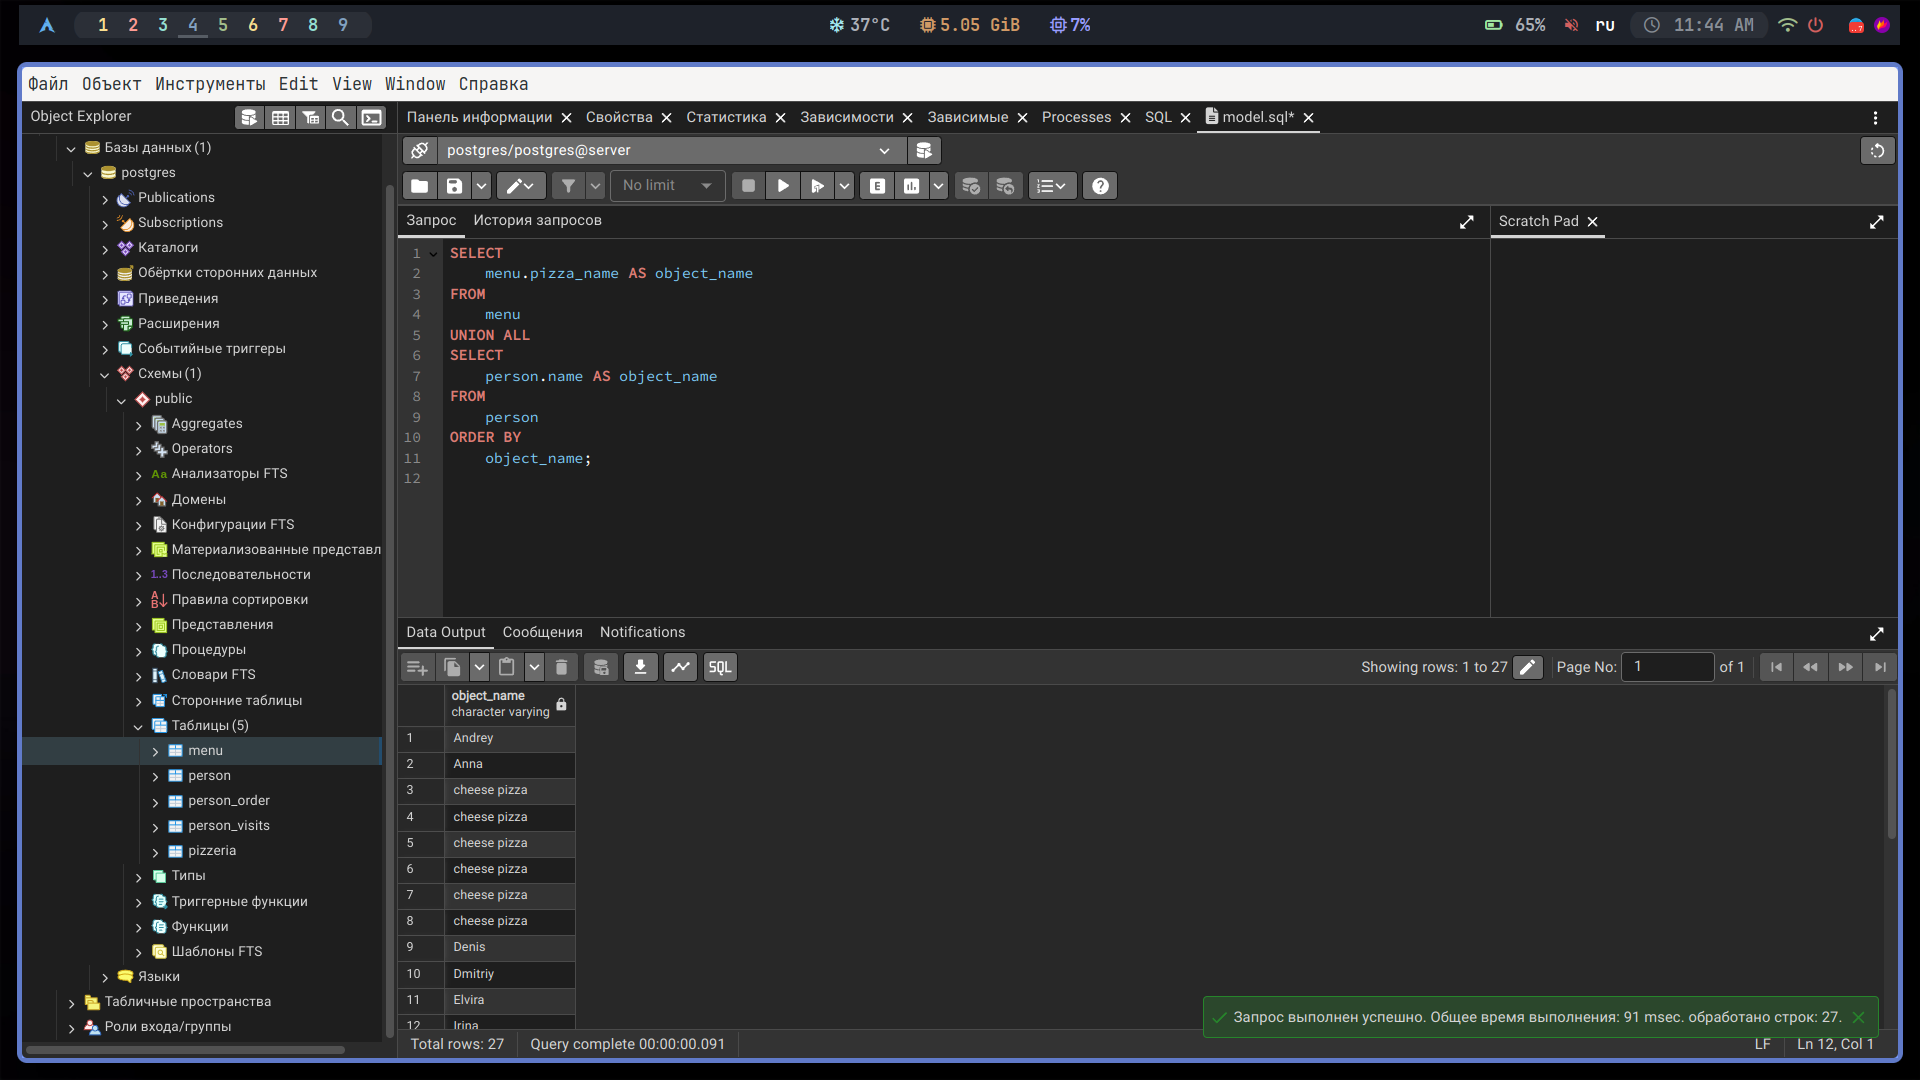 1 2 3 4 5 6 7 8 9
37°C 5.05 GiB 7%
65% ru 11:44 AM
Файл Объект Инструменты Edit View Window Справка
Object Explorer
Базы данных (1)
postgres
Publications
Subscriptions
Каталоги
Обёртки сторонних данных
Приведения
Расширения
Событийные триггеры
Схемы (1)
public
Aggregates
Operators
Aa Анализаторы FTS
Домены
Конфигурации FTS
Материализованные представл
1..3 Последовательности
Правила сортировки
Представления
Процедуры
Словари FTS
Сторонние таблицы
Таблицы (5)
menu
person
person_order
person_visits
pizzeria
Типы
Триггерные функции
Функции
Шаблоны FTS
Языки
Табличные пространства
Роли входа/группы
Панель информации Свойства Статистика Зависимости Зависимые Processes SQL model.sql*
postgres/postgres@server
No limit E
Запрос История запросов
Scratch Pad
1 SELECT
2 menu.pizza_name AS object_name
3 FROM
4 menu
5 UNION ALL
6 SELECT
7 person.name AS object_name
8 FROM
9 person
10 ORDER BY
11 object_name;
12
Data Output Сообщения Notifications
SQL Showing rows: 1 to 27 Page No: 1 of 1
object_name
character varying
1 Andrey
2 Anna
3 cheese pizza
4 cheese pizza
5 cheese pizza
6 cheese pizza
7 cheese pizza
8 cheese pizza
9 Denis
10 Dmitriy
11 Elvira
12 Irina
Запрос выполнен успешно. Общее время выполнения: 91 msec. обработано строк: 27.
Total rows: 27 Query complete 00:00:00.091 LF Ln 12, Col 1